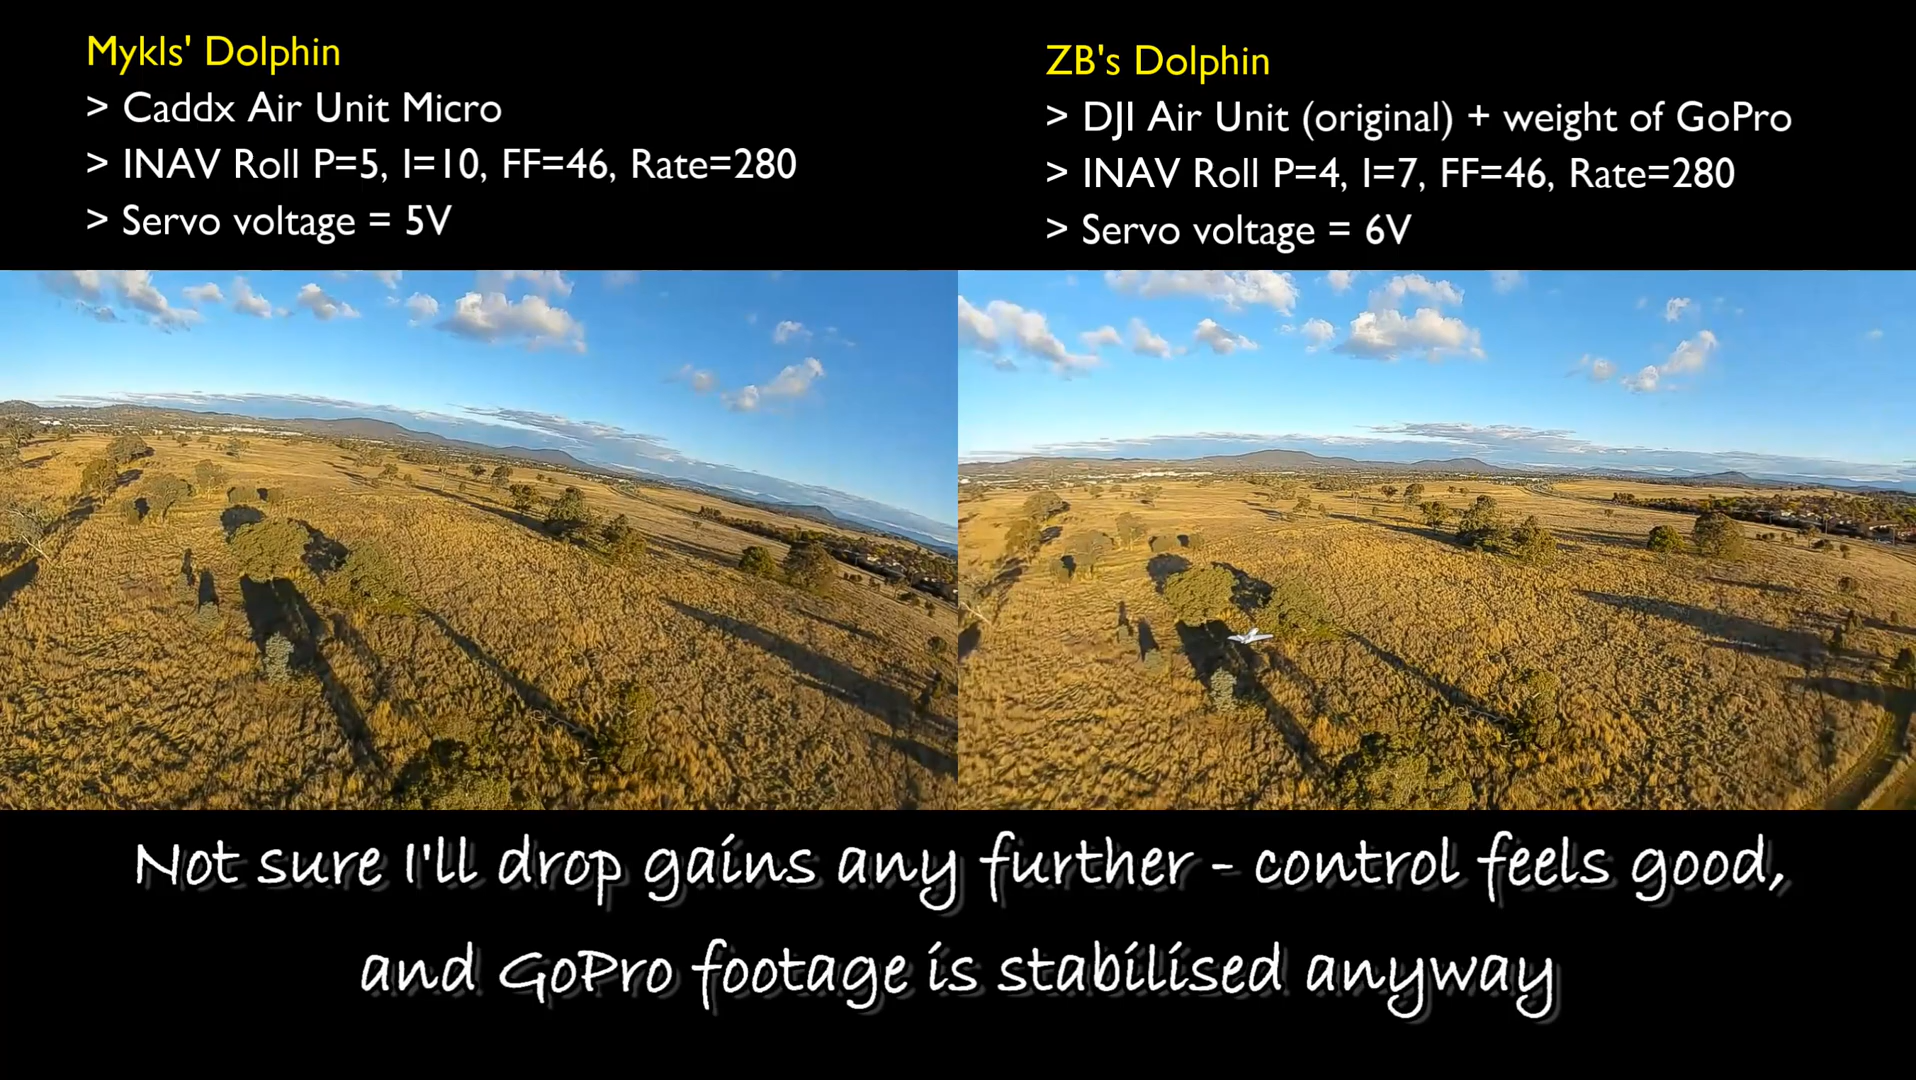 Mykls' Dolphin
> Caddx Air Unit Micro
> INAV Roll P=5, I=10, FF=46, Rate=280
> Servo voltage = 5V
ZB's Dolphin
> DJI Air Unit (original) + weight of GoPro
> INAV Roll P=4, I=7, FF=46, Rate=280
> Servo voltage = 6V
Not sure I'll drop gains any further - control feels good,
and GoPro footage is stabilised anyway